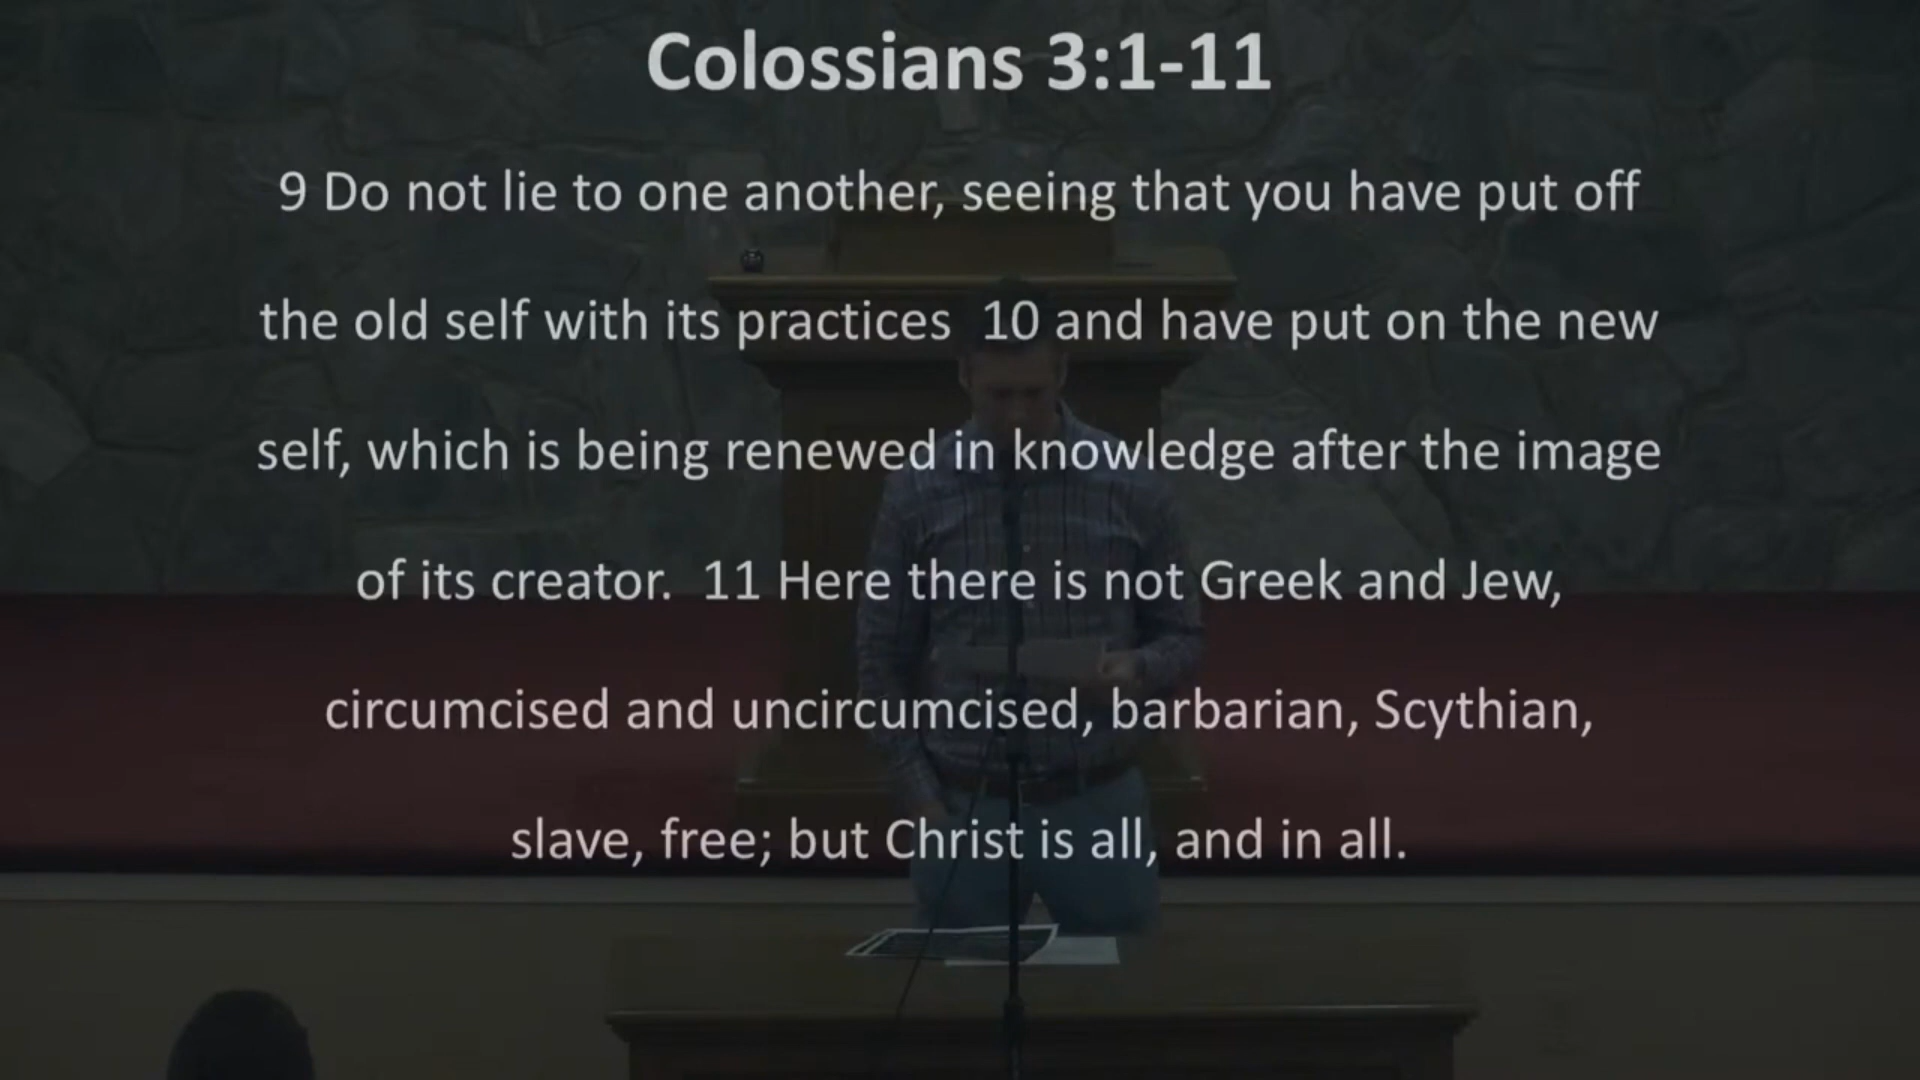 Colossians 3:1-11
9 Do not lie to one another, seeing that you have put off
the old self with its practices  10 and have put on the new
self, which is being renewed in knowledge after the image
of its creator.  11 Here there is not Greek and Jew,
circumcised and uncircumcised, barbarian, Scythian,
slave, free; but Christ is all, and in all.